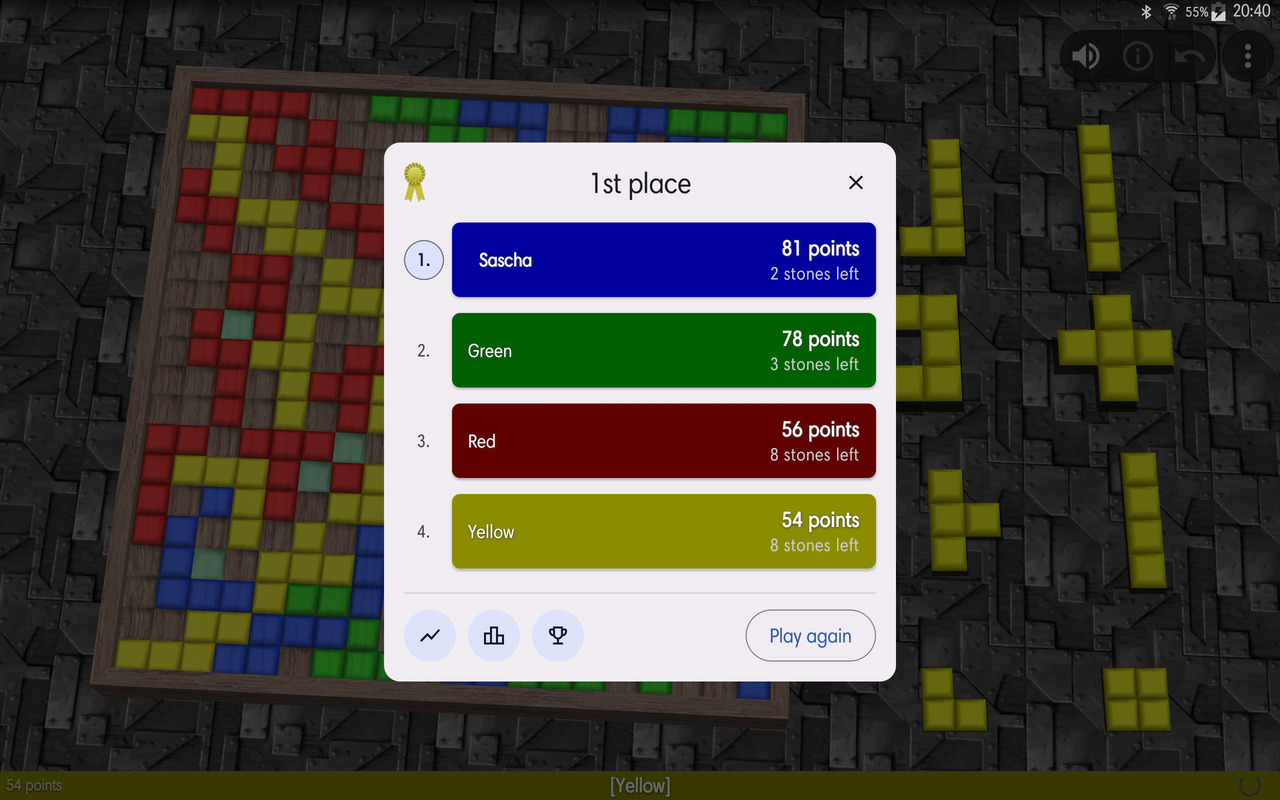 55% 20:40
1st place
1. Sascha 81 points
2 stones left
2. Green 78 points
3 stones left
3. Red 56 points
8 stones left
4. Yellow 54 points
8 stones left
Play again
54 points [Yellow]